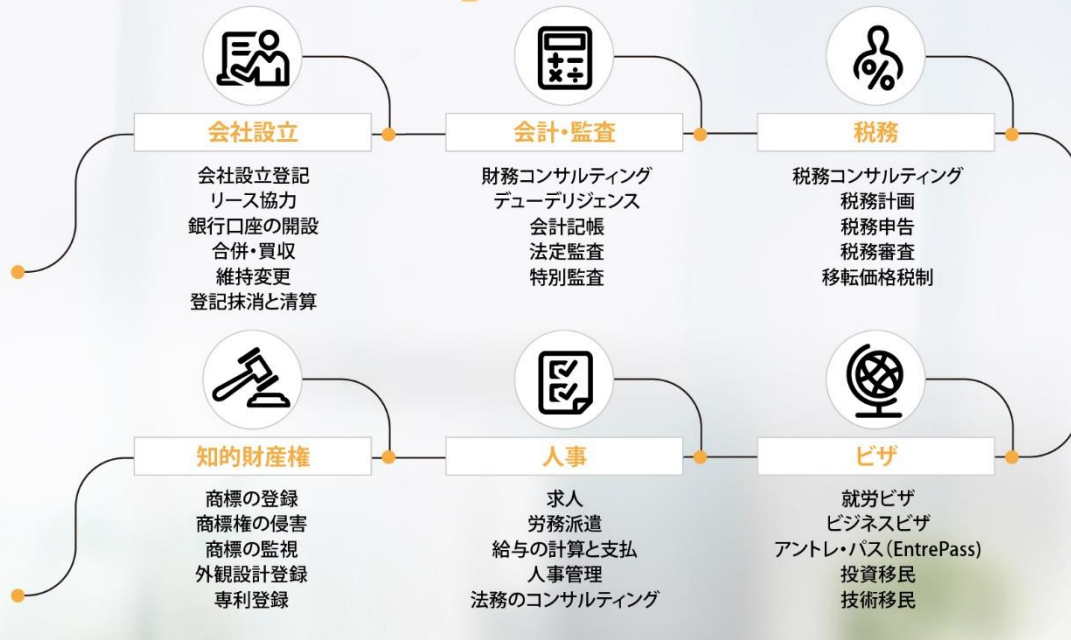 会社設立
会社設立登記
リース協力
銀行口座の開設
合併・買収
維持変更
登記抹消と清算
会計・監査
財務コンサルティング
デューデリジェンス
会計記帳
法定監査
特別監査
税務
税務コンサルティング
税務計画
税務申告
税務審査
移転価格税制
知的財産権
商標の登録
商標権の侵害
商標の監視
外観設計登録
専利登録
人事
求人
労務派遣
給与の計算と支払
人事管理
法務のコンサルティング
ビザ
就労ビザ
ビジネスビザ
アントレ・パス（EntrePass）
投資移民
技術移民